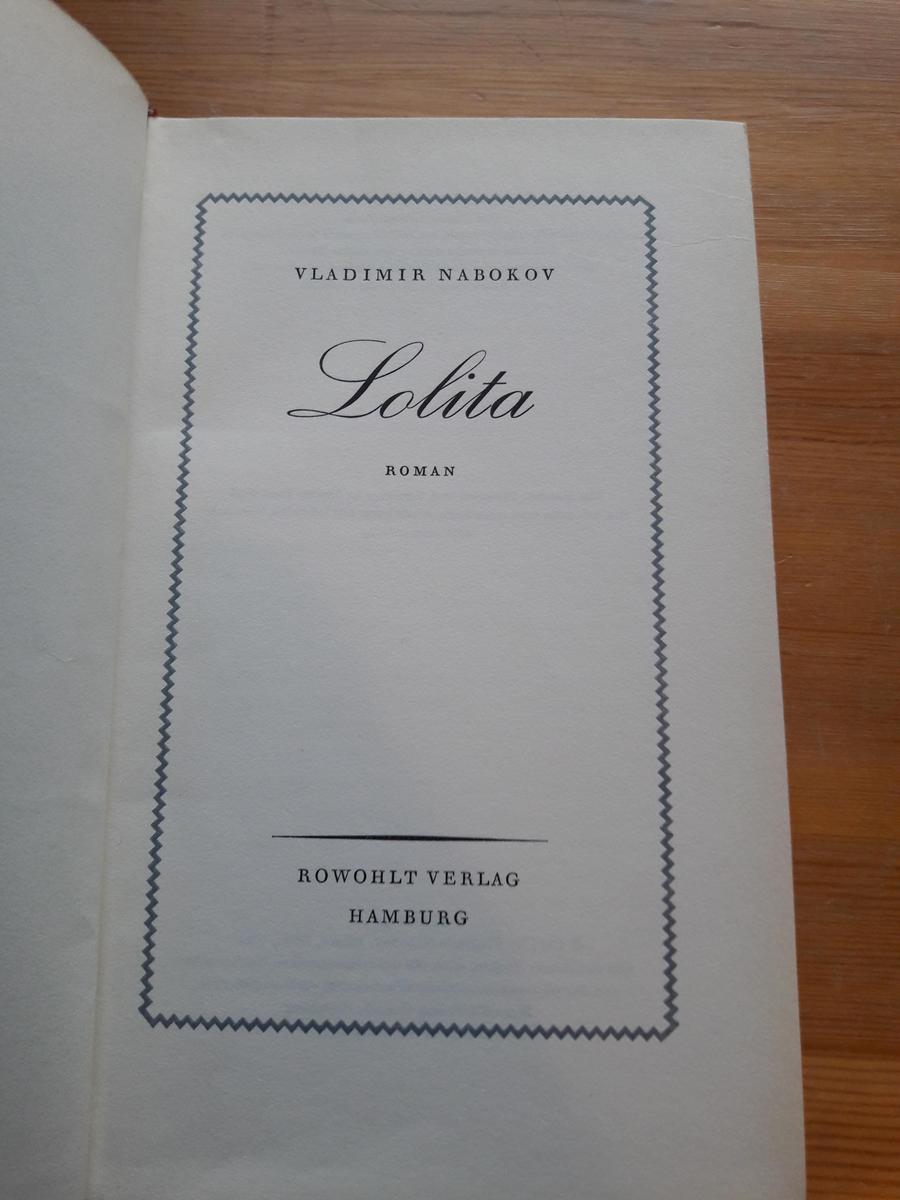 VLADIMIR NABOKOV
Lolita
ROMAN
ROWOHLT VERLAG
HAMBURG